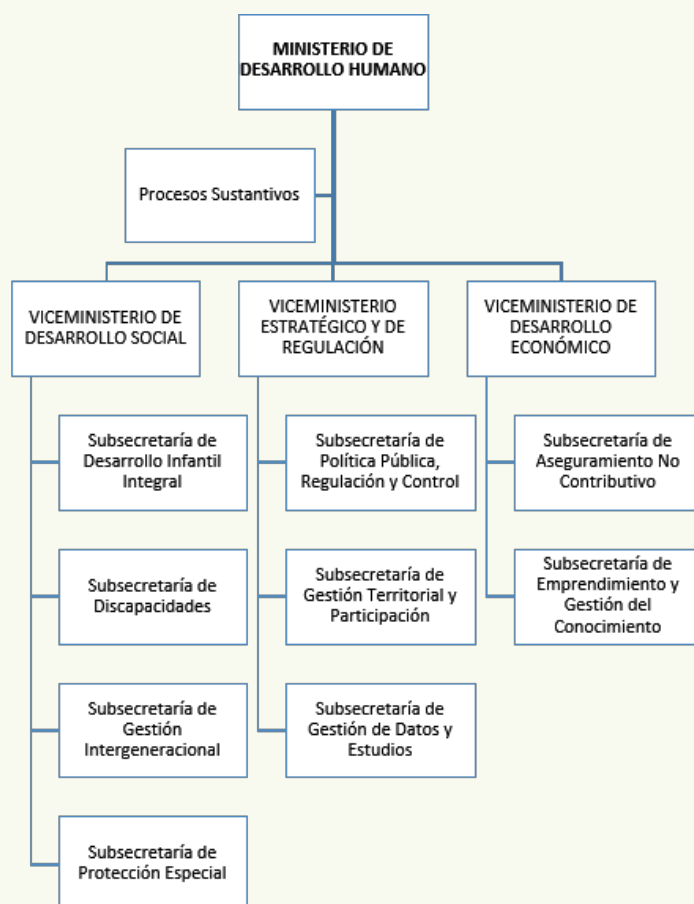 MINISTERIO DE
DESARROLLO HUMANO
Procesos Sustantivos
VICEMINISTERIO DE
DESARROLLO SOCIAL
Subsecretaría de
Desarrollo Infantil
Integral
Subsecretaría de
Discapacidades
Subsecretaría de
Gestión
Intergeneracional
Subsecretaría de
Protección Especial
VICEMINISTERIO
ESTRATÉGICO Y DE
REGULACIÓN
Subsecretaría de
Política Pública,
Regulación y Control
Subsecretaría de
Gestión Territorial y
Participación
Subsecretaría de
Gestión de Datos y
Estudios
VICEMINISTERIO DE
DESARROLLO
ECONÓMICO
Subsecretaría de
Aseguramiento No
Contributivo
Subsecretaría de
Emprendimiento y
Gestión del
Conocimiento